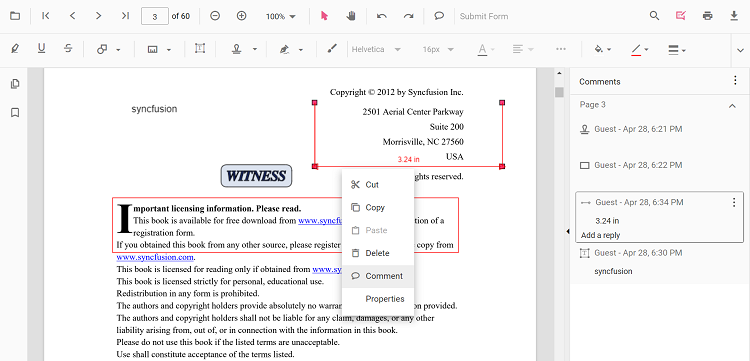 3 of 60 100% Submit Form
U S T Helvetica 16px A
Comments
Page 3
Guest - Apr 28, 6:21 PM
Guest - Apr 28, 6:22 PM
Guest - Apr 28, 6:34 PM
3.24 in
Add a reply
Guest - Apr 28, 6:30 PM
syncfusion
Copyright © 2012 by Syncfusion Inc.
syncfusion
2501 Aerial Center Parkway
Suite 200
Morrisville, NC 27560
3.24 in USA
WITNESS
ghts reserved.
Cut
Copy
Paste
Delete
Comment
Properties
Important licensing information. Please read.
This book is available for free download from www.syncfu tion of a
registration form.
If you obtained this book from any other source, please register copy from
www.syncfusion.com.
This book is licensed for reading only if obtained from www.sy
This book is licensed strictly for personal, educational use.
Redistribution in any form is prohibited.
The authors and copyright holders provide absolutely no warran on provided.
The authors and copyright holders shall not be liable for any claim, damages, or any other
liability arising from, out of, or in connection with the information in this book.
Please do not use this book if the listed terms are unacceptable.
Use shall constitute acceptance of the terms listed.